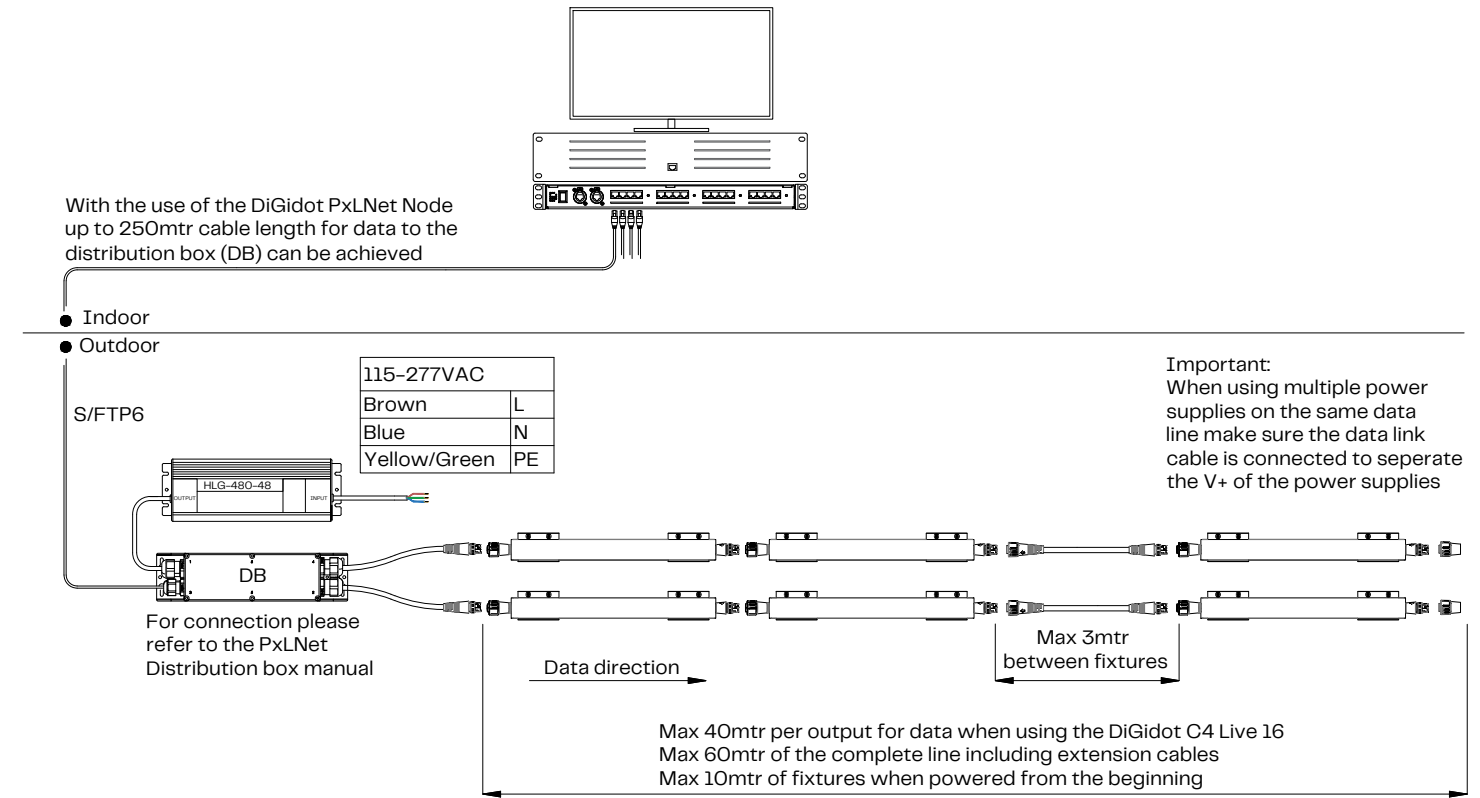 With the use of the DiGidot PxLNet Node
up to 250mtr cable length for data to the
distribution box (DB) can be achieved
Indoor
Outdoor
S/FTP6
115-277VAC
Brown L
Blue N
Yellow/Green PE
Important:
When using multiple power
supplies on the same data
line make sure the data link
cable is connected to seperate
the V+ of the power supplies
HLG-480-48
OUTPUT
INPUT
DB
For connection please
refer to the PxLNet
Distribution box manual
Data direction
Max 3mtr
between fixtures
Max 40mtr per output for data when using the DiGidot C4 Live 16
Max 60mtr of the complete line including extension cables
Max 10mtr of fixtures when powered from the beginning